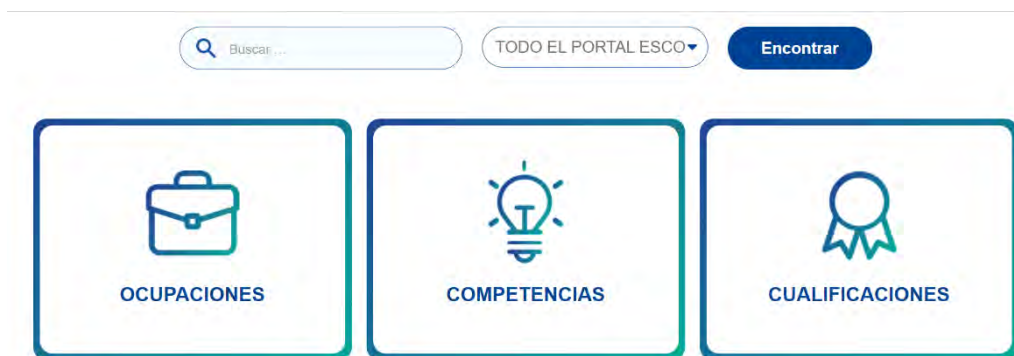 Buscar ...
TODO EL PORTAL ESCO
Encontrar
OCUPACIONES
COMPETENCIAS
CUALIFICACIONES